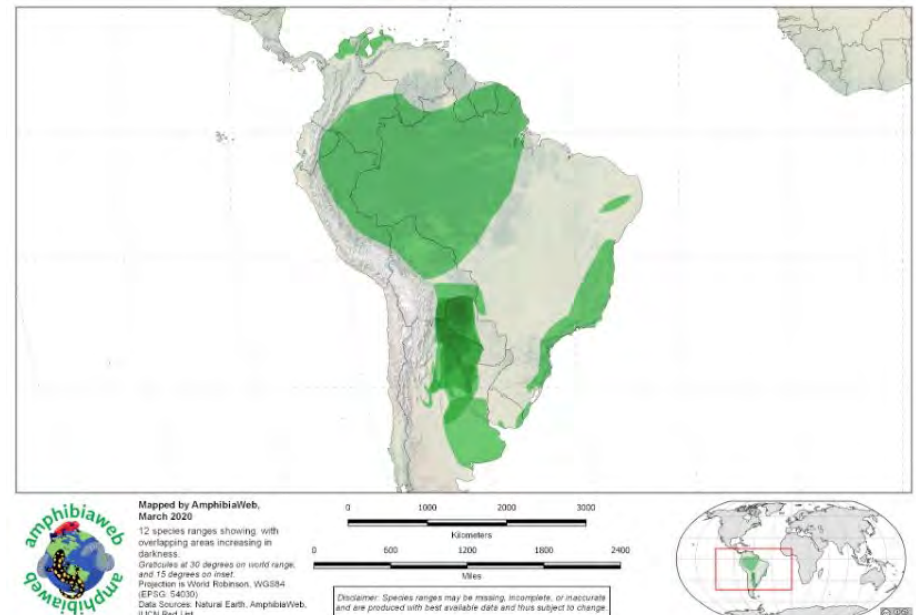 Mapped by AmphibiaWeb,
March 2020
12 species ranges showing, with
overlapping areas increasing in
darkness.
Graticules at 30 degrees on world range,
and 15 degrees on inset.
Projection is World Robinson, WGS84
(EPSG: 54030)
Data Sources: Natural Earth, AmphibiaWeb,
IUCN Red List
amphibiaweb
amphibiaweb
0 1000 2000 3000
Kilometers
0 600 1200 1800 2400
Miles
Disclaimer: Species ranges may be missing, incomplete, or inaccurate
and are produced with best available data and thus subject to change.